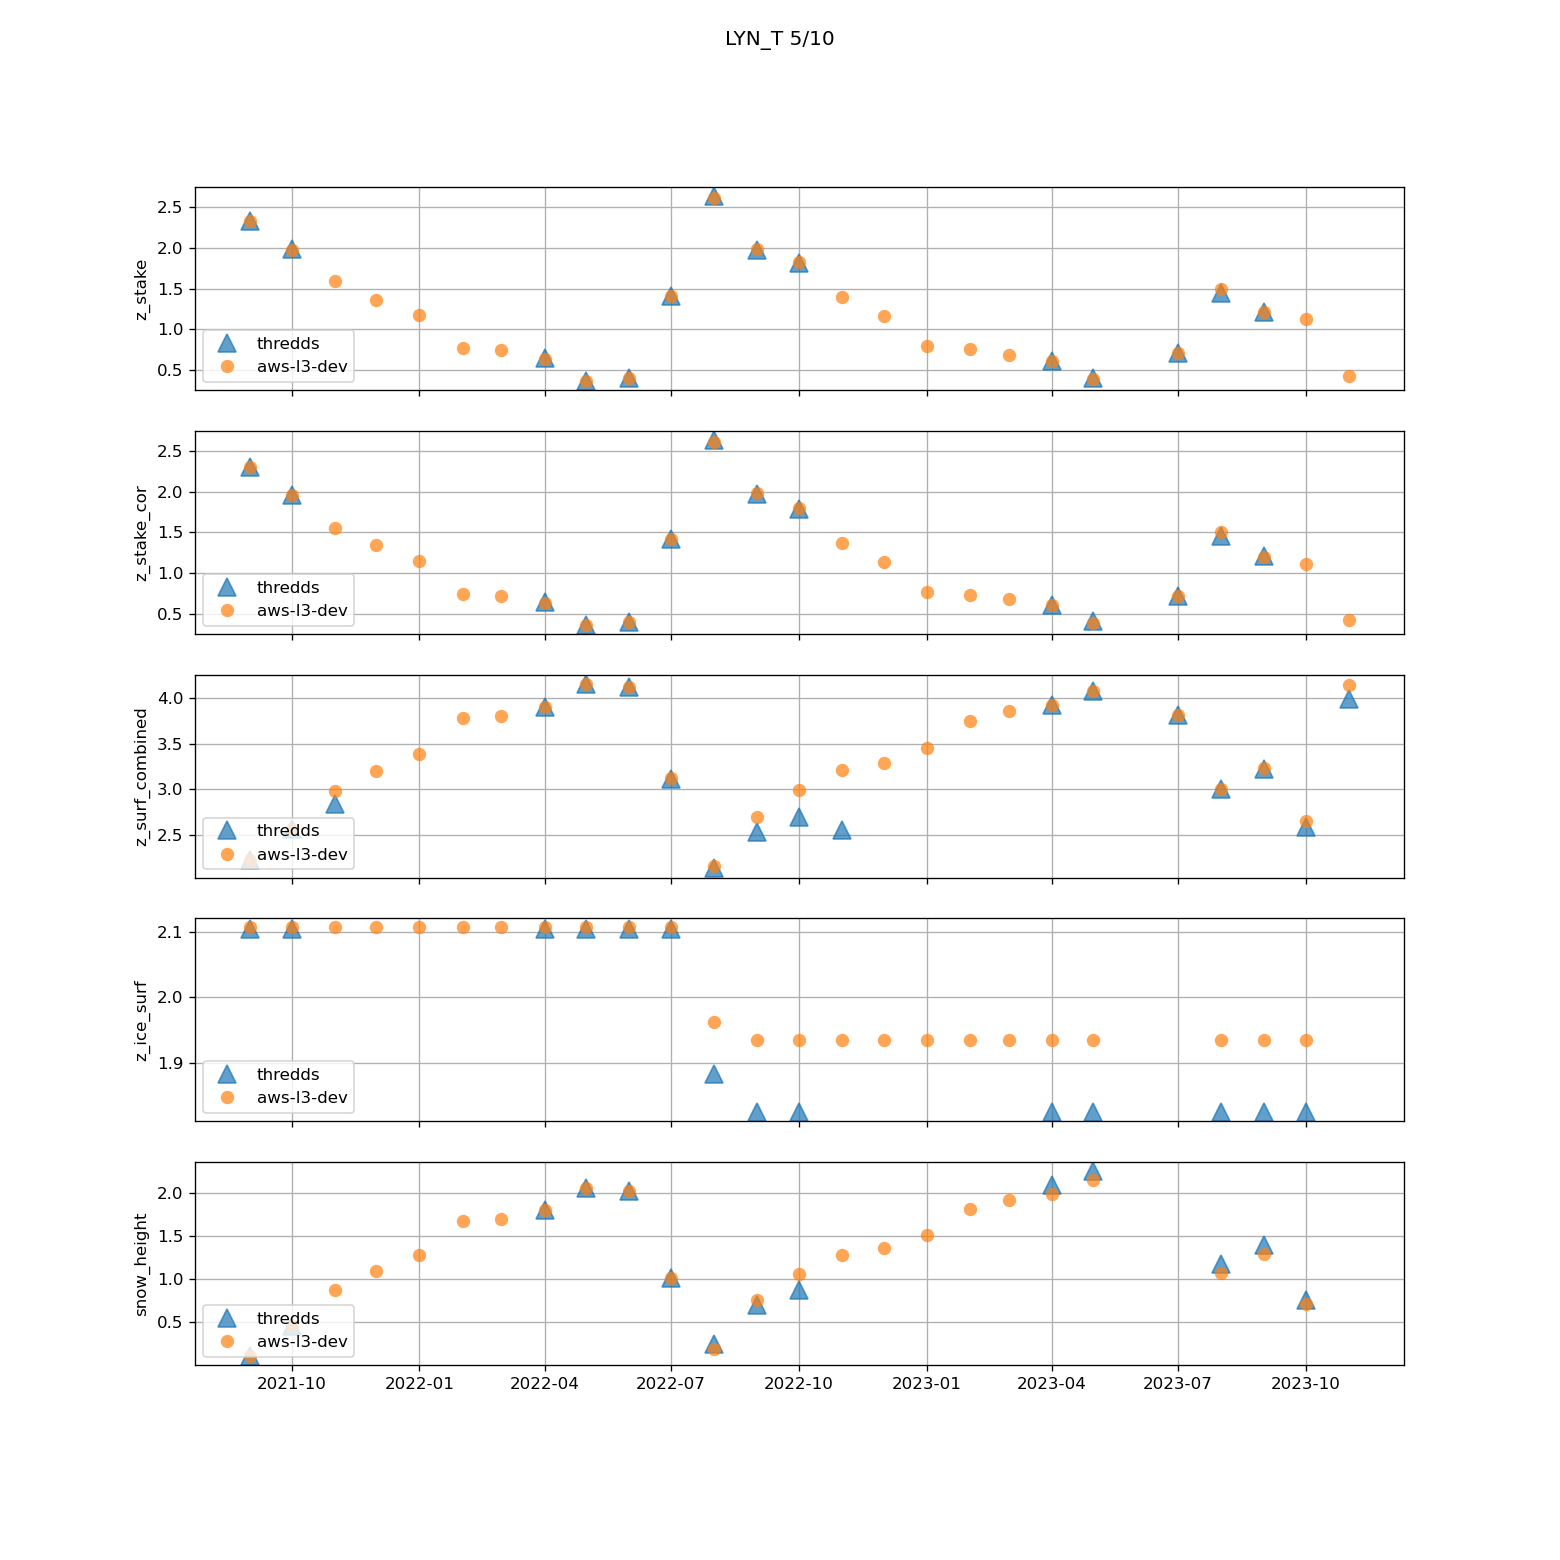 LYN_T 5/10
z_stake
2.5
2.0
1.5
1.0
0.5
thredds
aws-l3-dev
z_stake_cor
2.5
2.0
1.5
1.0
0.5
thredds
aws-l3-dev
z_surf_combined
4.0
3.5
3.0
2.5
thredds
aws-l3-dev
z_ice_surf
2.1
2.0
1.9
thredds
aws-l3-dev
snow_height
2.0
1.5
1.0
0.5
thredds
aws-l3-dev
2021-10 2022-01 2022-04 2022-07 2022-10 2023-01 2023-04 2023-07 2023-10